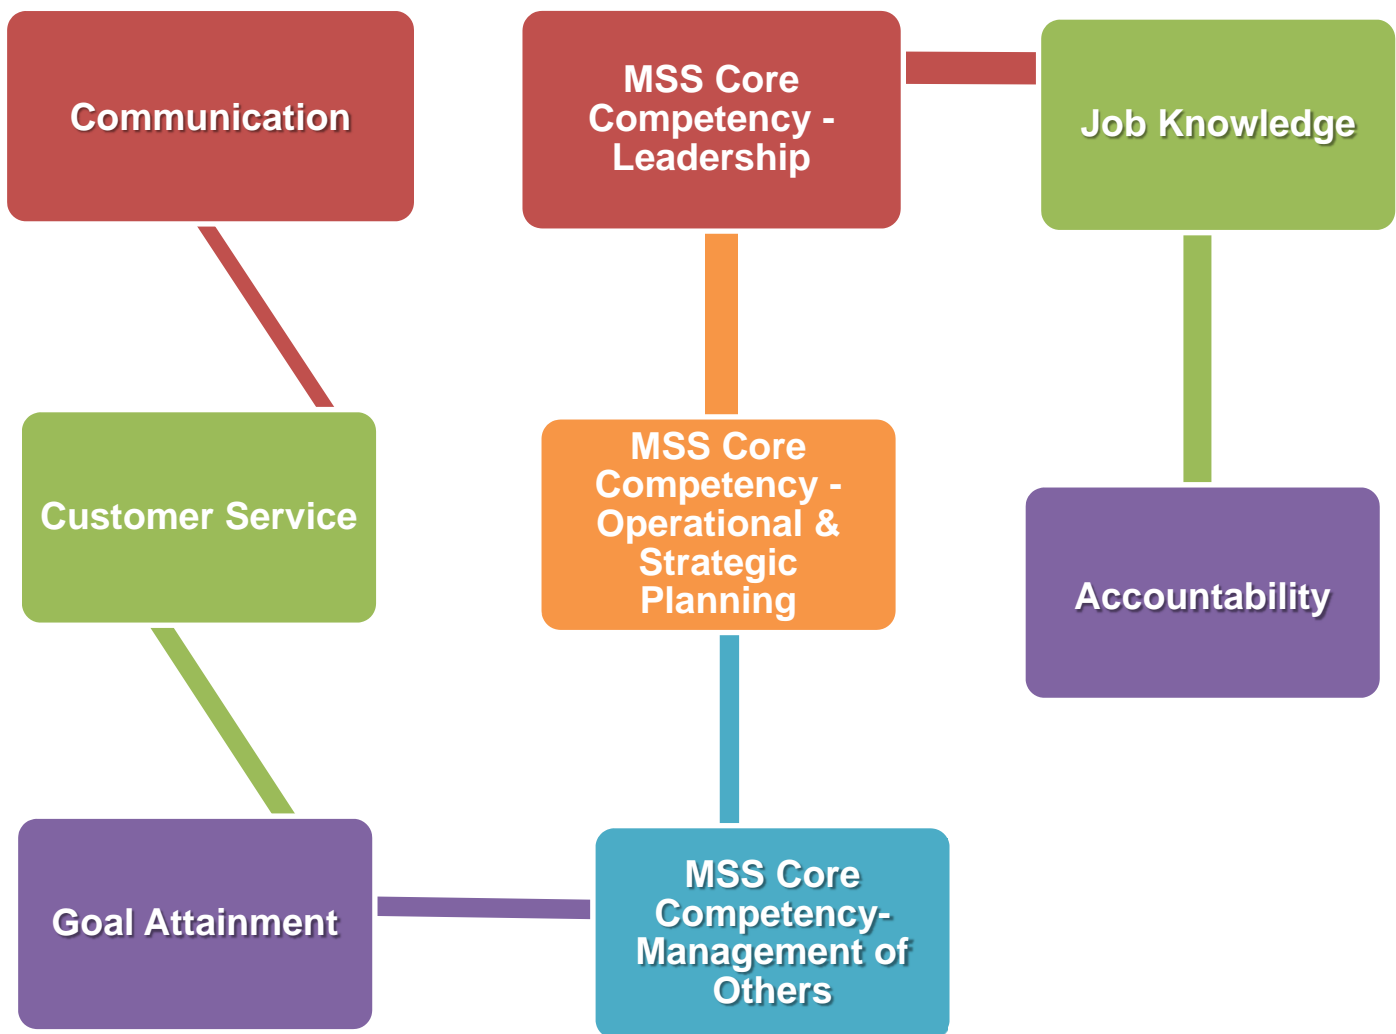 Communication
Customer Service
Goal Attainment
MSS Core
Competency-
Management of
Others
MSS Core
Competency -
Operational &
Strategic
Planning
MSS Core
Competency -
Leadership
Job Knowledge
Accountability